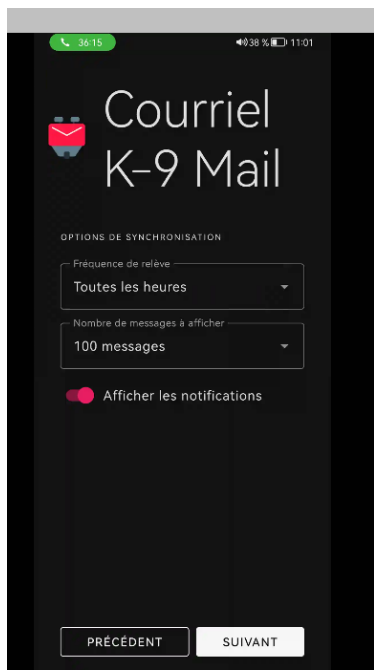 36:15 38 % 11:01
Courriel
K-9 Mail
OPTIONS DE SYNCHRONISATION
Fréquence de relève
Toutes les heures
Nombre de messages à afficher
100 messages
Afficher les notifications
PRÉCÉDENT SUIVANT